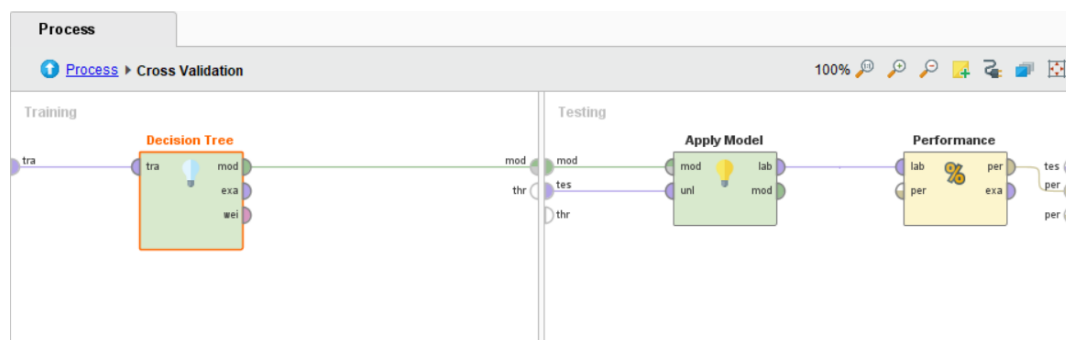 Process
Process ▸ Cross Validation
100%
Training
Testing
Decision Tree
Apply Model
Performance
tra
tra
mod
exa
wei
mod
thr
mod
tes
thr
mod
unl
lab
mod
lab
per
per
exa
tes
per
per